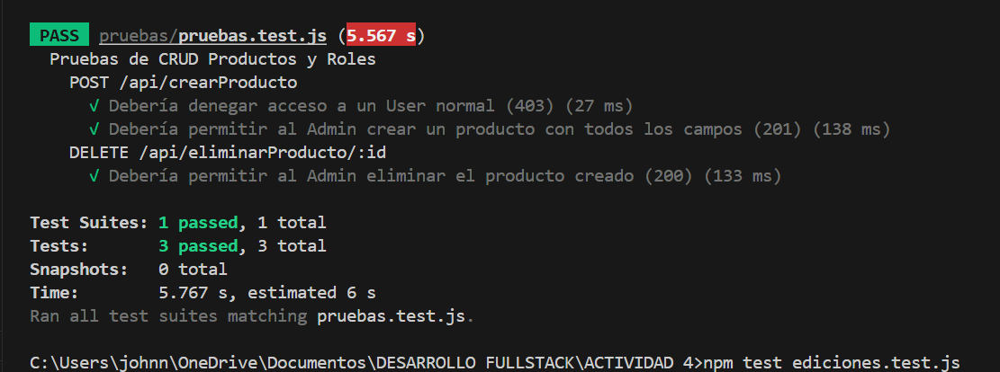 PASS pruebas/pruebas.test.js (5.567 s)
Pruebas de CRUD Productos y Roles
POST /api/crearProducto
√ Debería denegar acceso a un User normal (403) (27 ms)
√ Debería permitir al Admin crear un producto con todos los campos (201) (138 ms)
DELETE /api/eliminarProducto/:id
√ Debería permitir al Admin eliminar el producto creado (200) (133 ms)
Test Suites: 1 passed, 1 total
Tests: 3 passed, 3 total
Snapshots: 0 total
Time: 5.767 s, estimated 6 s
Ran all test suites matching pruebas.test.js.
C:\Users\johnn\OneDrive\Documentos\DESARROLLO FULLSTACK\ACTIVIDAD 4>npm test ediciones.test.js